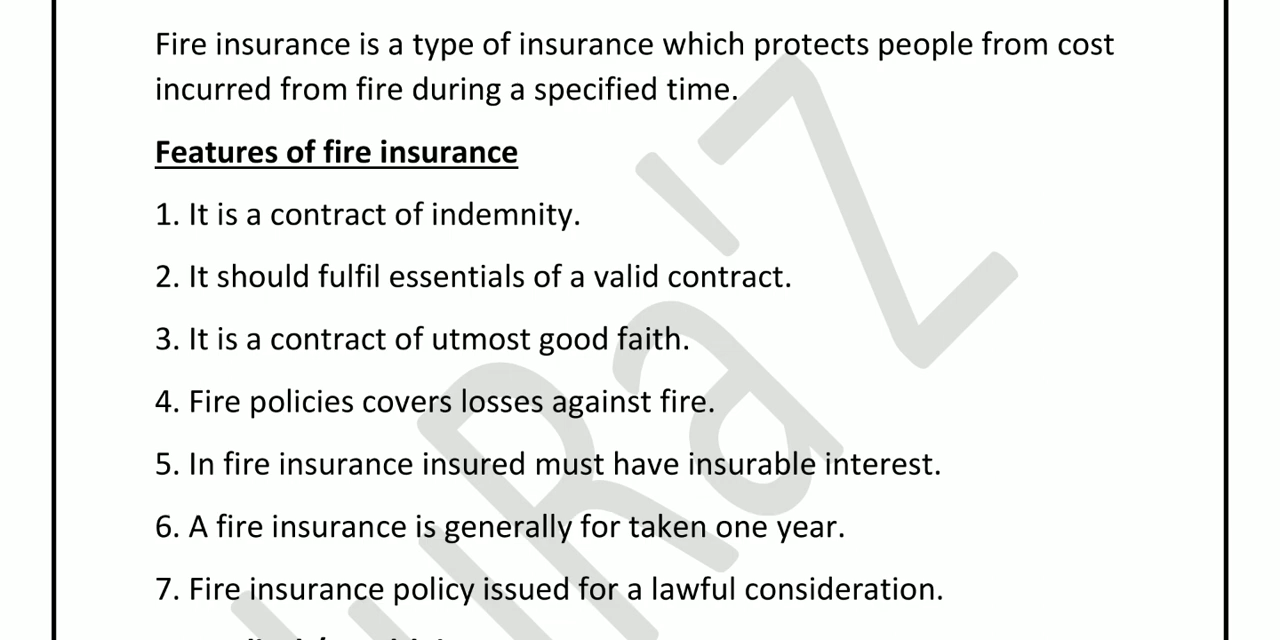 Fire insurance is a type of insurance which protects people from cost
incurred from fire during a specified time.
Features of fire insurance
1. It is a contract of indemnity.
2. It should fulfil essentials of a valid contract.
3. It is a contract of utmost good faith.
4. Fire policies covers losses against fire.
5. In fire insurance insured must have insurable interest.
6. A fire insurance is generally for taken one year.
7. Fire insurance policy issued for a lawful consideration.